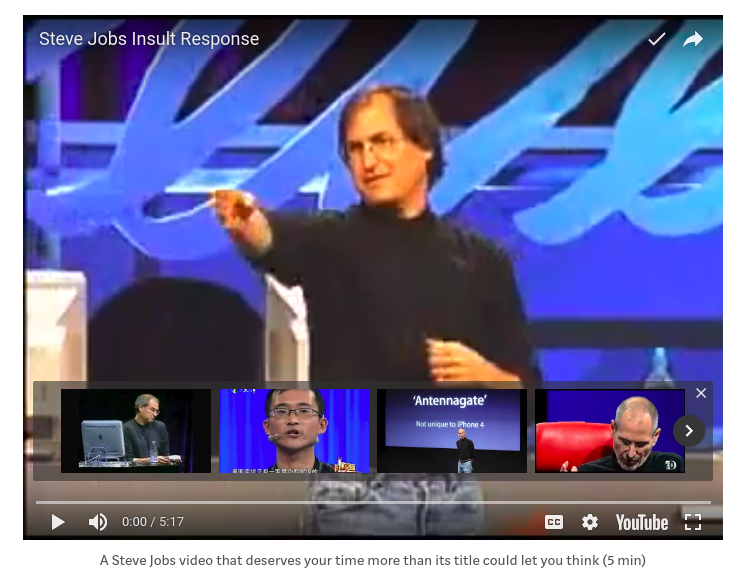 Steve Jobs Insult Response
'Antennagate'
Not unique to iPhone 4
0:00 / 5:17
CC
YouTube
A Steve Jobs video that deserves your time more than its title could let you think (5 min)